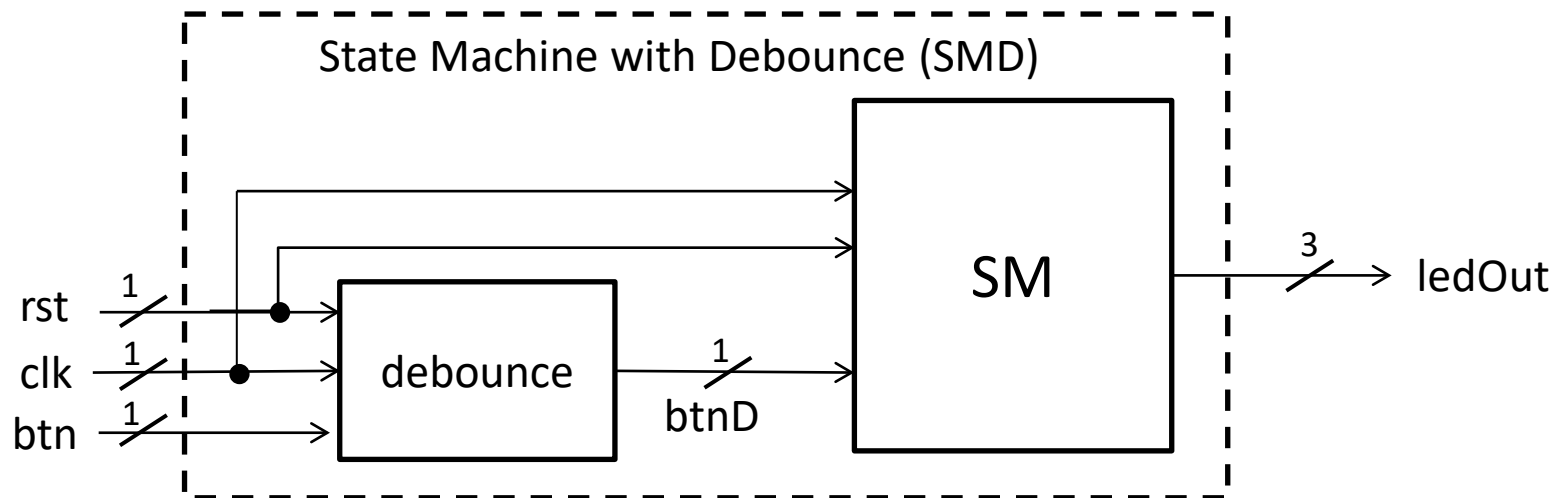 State Machine with Debounce (SMD)
SM
3
ledOut
1
rst
1
clk
debounce
1
btnD
1
btn